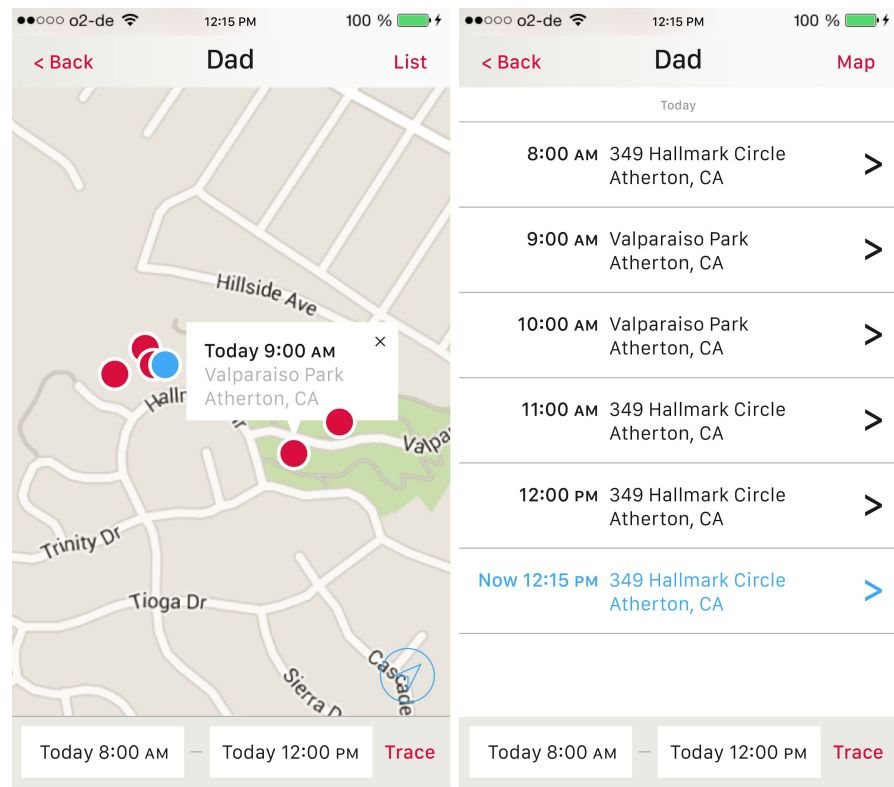 o2-de 12:15 PM 100 %
< Back Dad List
Hillside Ave
Today 9:00 AM
Valparaiso Park
Atherton, CA
Trinity Dr
Tioga Dr
Cascade
Sierra
Today 8:00 AM – Today 12:00 PM Trace
o2-de 12:15 PM 100 %
< Back Dad Map
Today
8:00 AM 349 Hallmark Circle
Atherton, CA
>
9:00 AM Valparaiso Park
Atherton, CA
>
10:00 AM Valparaiso Park
Atherton, CA
>
11:00 AM 349 Hallmark Circle
Atherton, CA
>
12:00 PM 349 Hallmark Circle
Atherton, CA
>
Now 12:15 PM 349 Hallmark Circle
Atherton, CA
>
Today 8:00 AM – Today 12:00 PM Trace